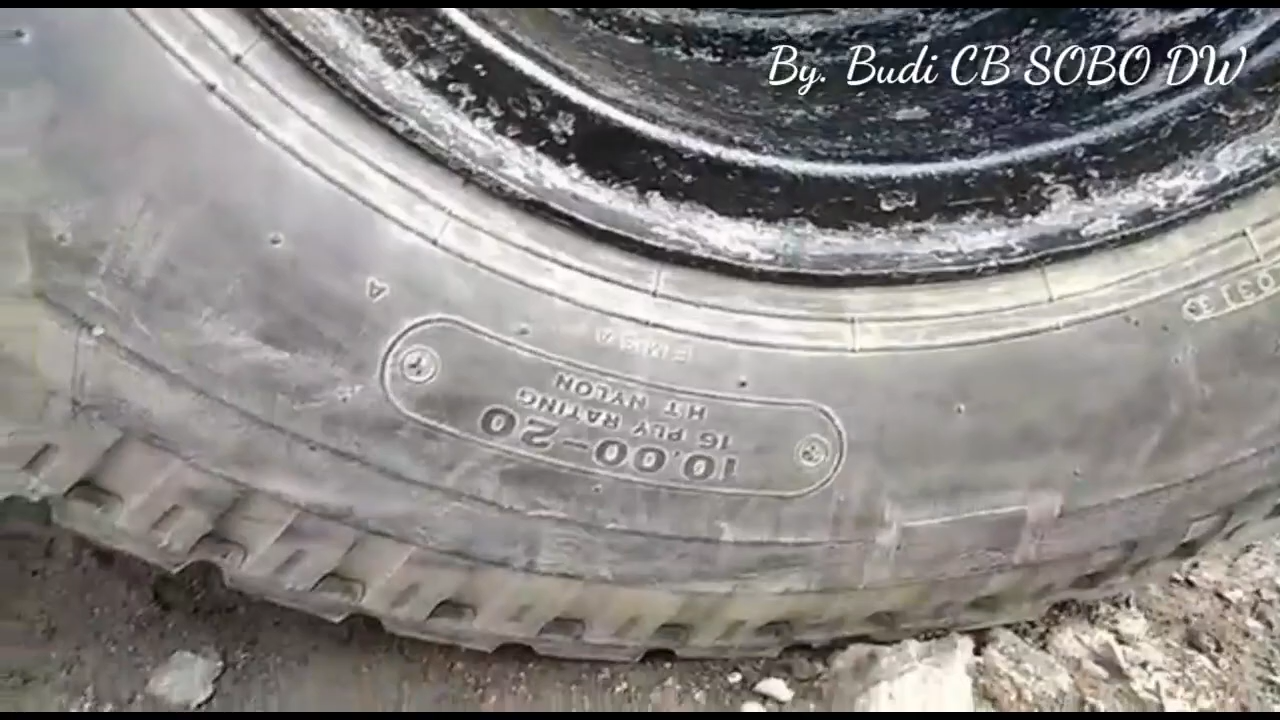 By. Budi CB SOBO DW
A
10.00-20
16 PLY RATING
HT NYLON